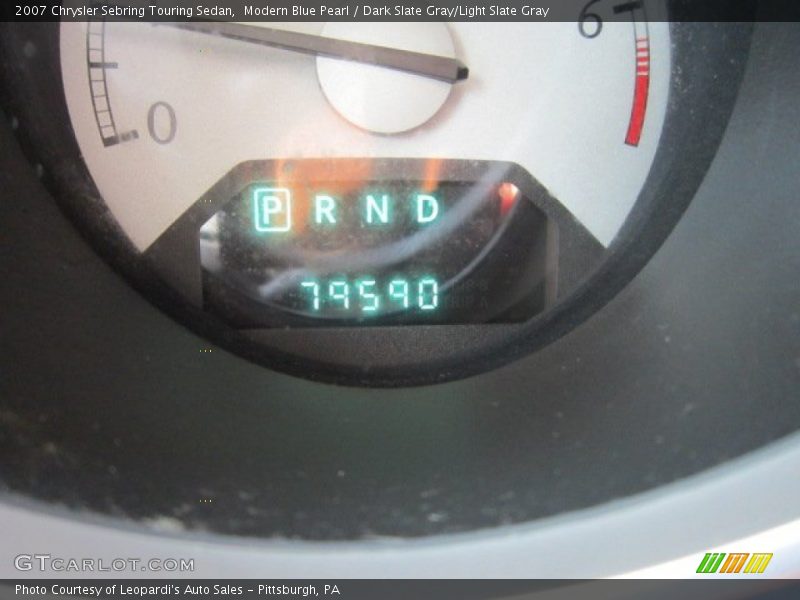 2007 Chrysler Sebring Touring Sedan,  Modern Blue Pearl / Dark Slate Gray/Light Slate Gray
6
0
P R N D
79590
GTCARLOT.COM
Photo Courtesy of Leopardi's Auto Sales - Pittsburgh, PA